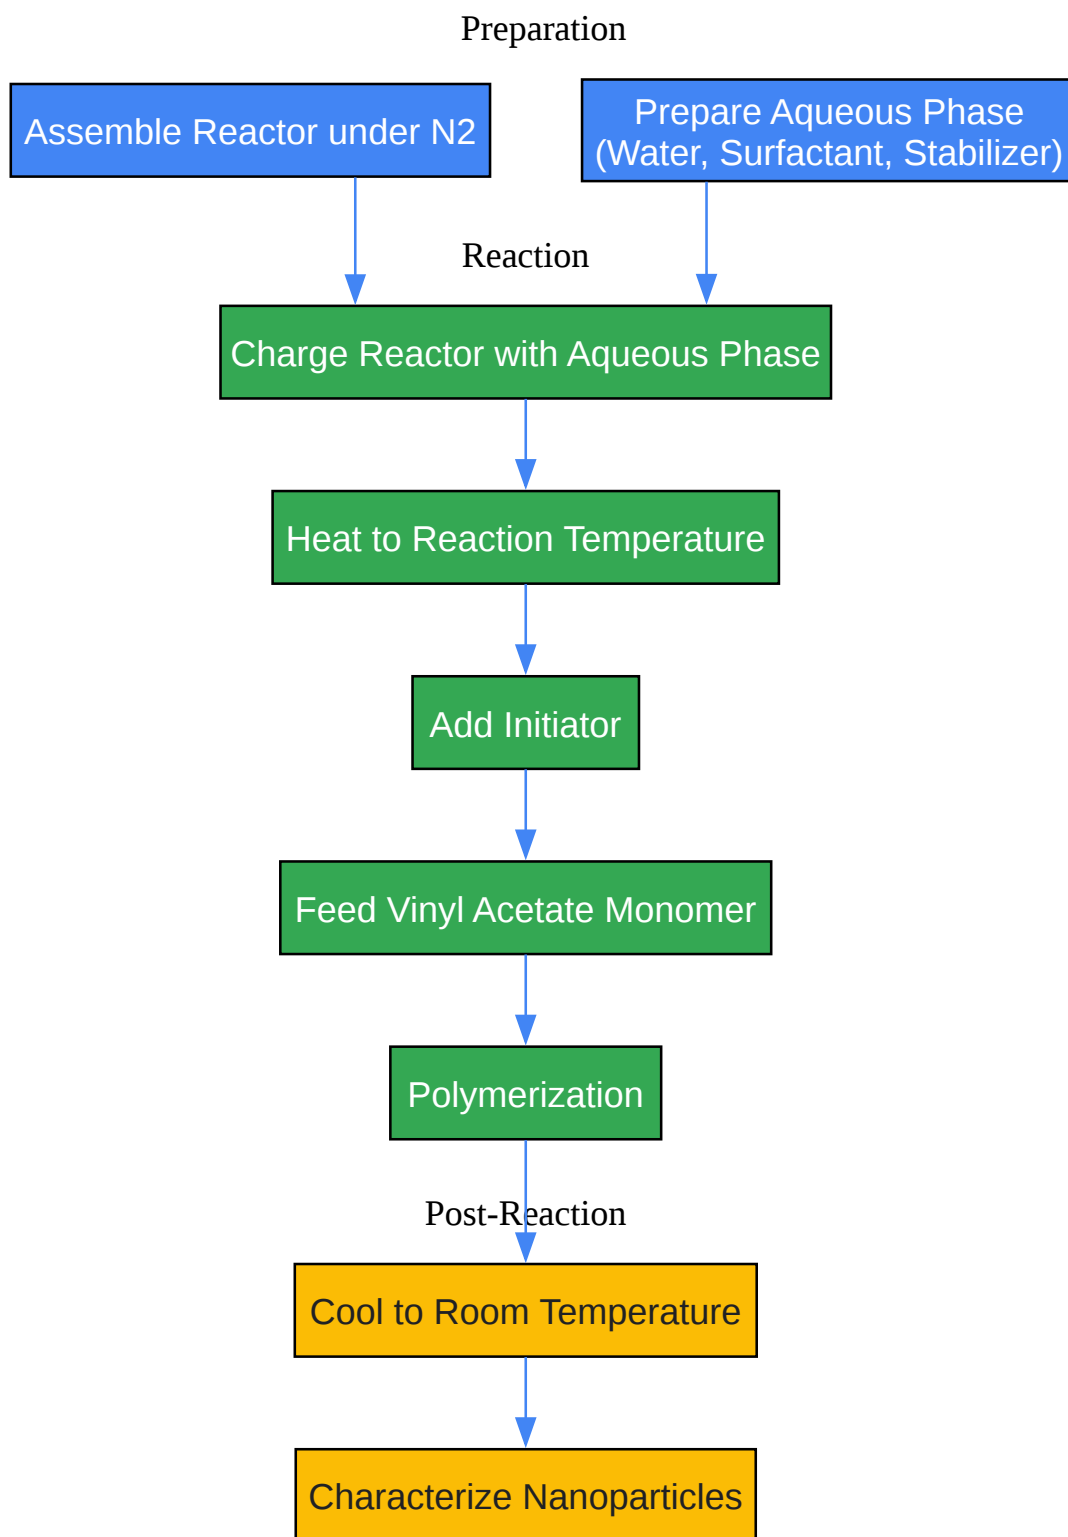 Preparation
Assemble Reactor under N2
Prepare Aqueous Phase
(Water, Surfactant, Stabilizer)
Reaction
Charge Reactor with Aqueous Phase
Heat to Reaction Temperature
Add Initiator
Feed Vinyl Acetate Monomer
Polymerization
Post-Reaction
Cool to Room Temperature
Characterize Nanoparticles